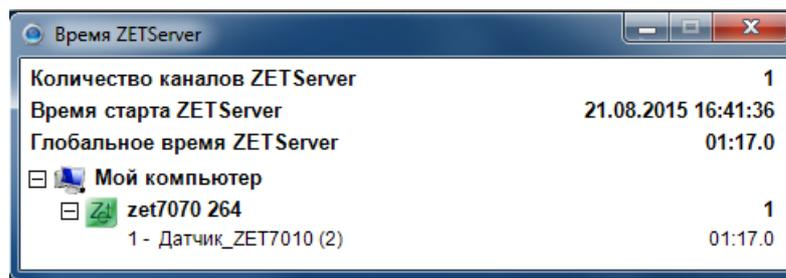 Время ZETServer
Количество каналов ZETServer 1
Время старта ZETServer 21.08.2015 16:41:36
Глобальное время ZETServer 01:17.0
Мой компьютер
Zet zet7070 264 1
1 - Датчик_ZET7010 (2) 01:17.0